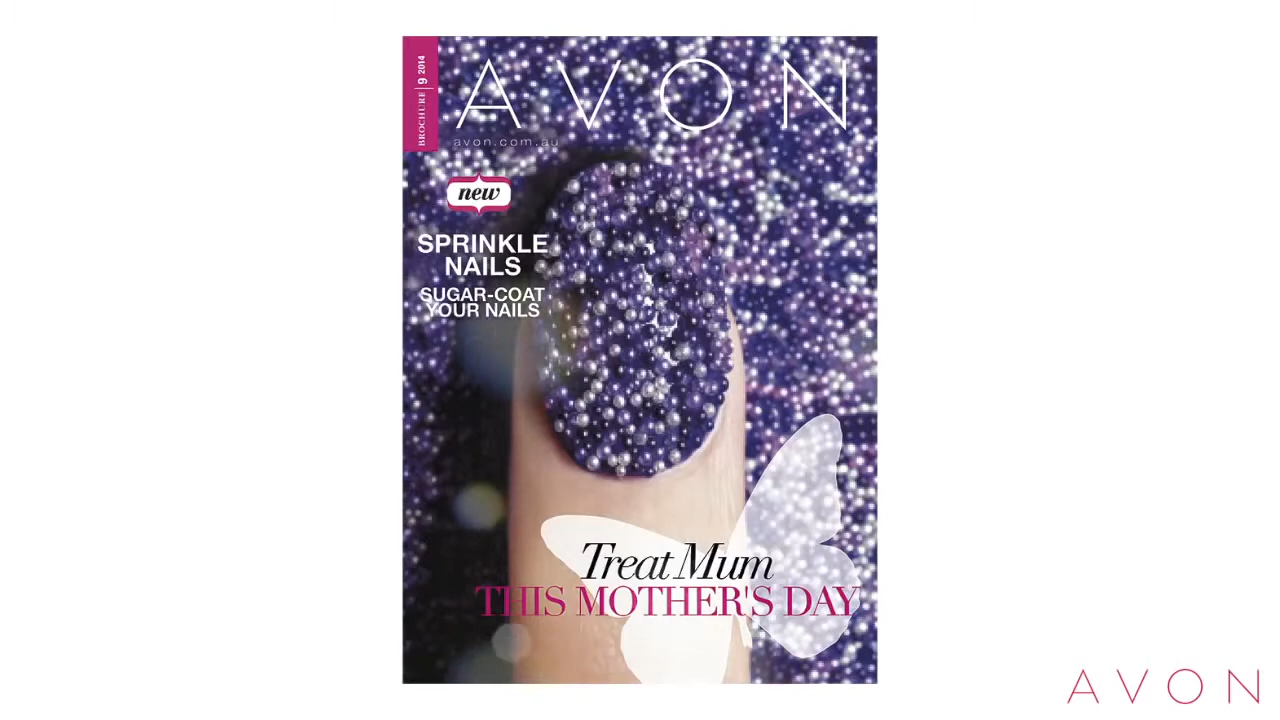 BROCHURE | 9 2014
AVON
avon.com.au
new
SPRINKLE
NAILS
SUGAR-COAT
YOUR NAILS
Treat Mum
THIS MOTHER'S DAY
AVON